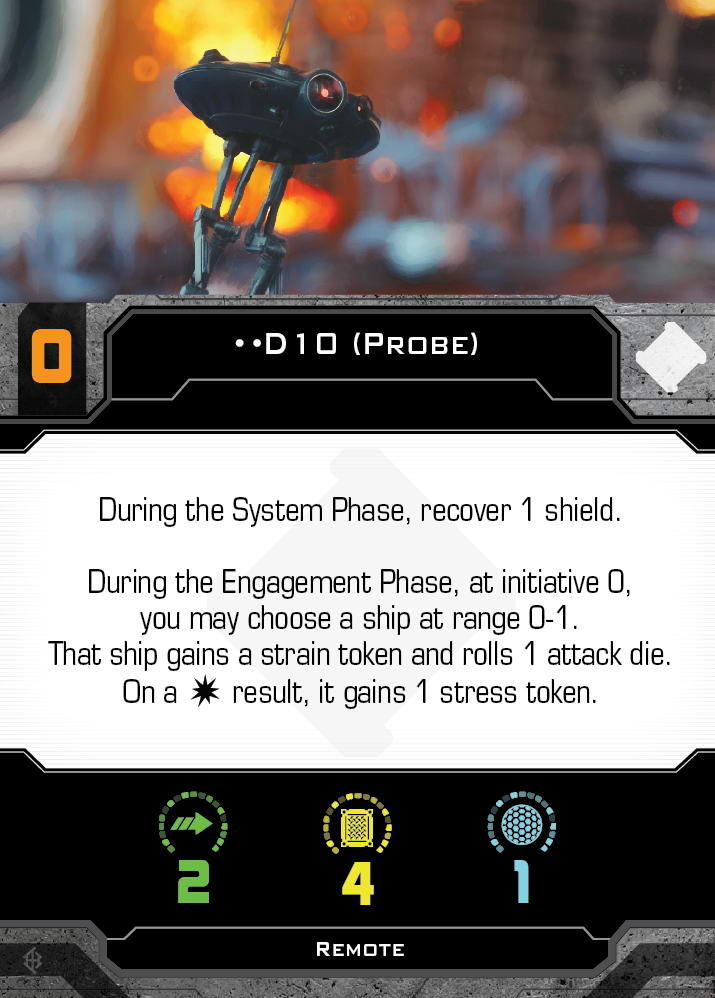 0
••D10 (Probe)
During the System Phase, recover 1 shield.
During the Engagement Phase, at initiative 0,
you may choose a ship at range 0-1.
That ship gains a strain token and rolls 1 attack die.
On a result, it gains 1 stress token.
2 4 1
Remote